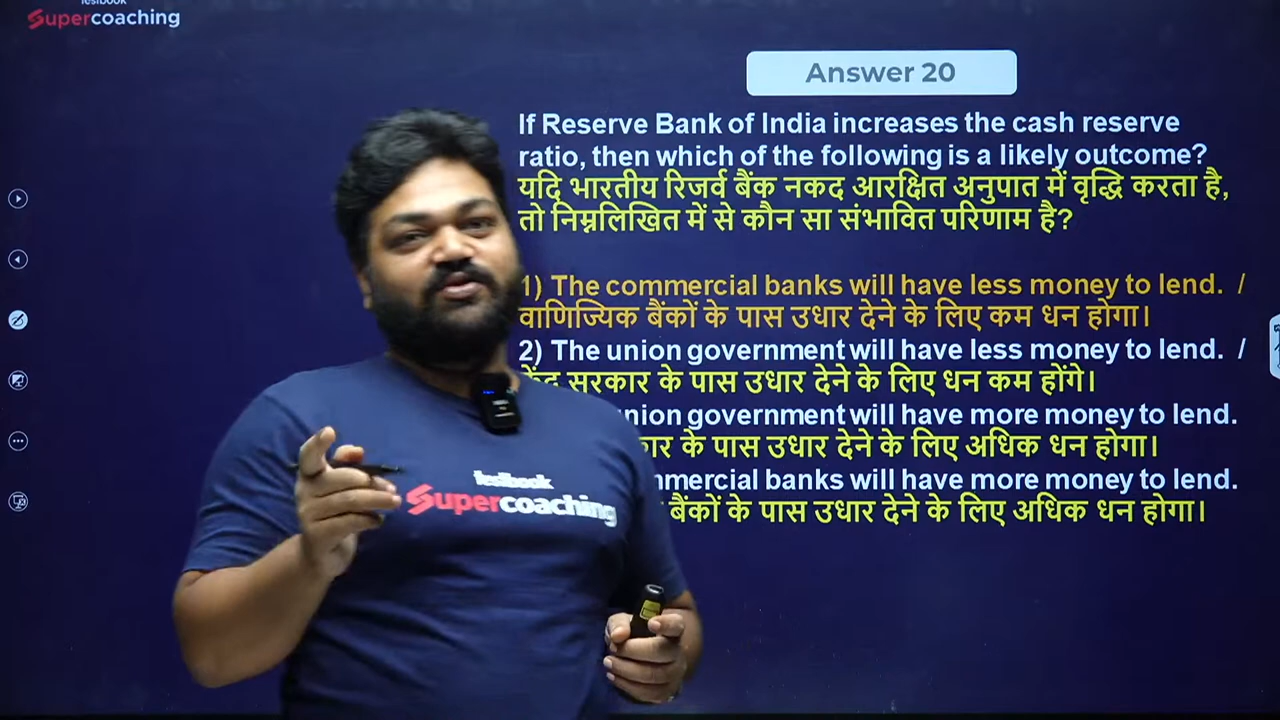 testbook
Supercoaching
Answer 20
If Reserve Bank of India increases the cash reserve
ratio, then which of the following is a likely outcome?
यदि भारतीय रिजर्व बैंक नकद आरक्षित अनुपात में वृद्धि करता है,
तो निम्नलिखित में से कौन सा संभावित परिणाम है?
1) The commercial banks will have less money to lend. /
वाणिज्यिक बैंकों के पास उधार देने के लिए कम धन होगा।
2) The union government will have less money to lend. /
केंद्र सरकार के पास उधार देने के लिए धन कम होंगे।
union government will have more money to lend.
के पास उधार देने के लिए अधिक धन होगा।
banks will have more money to lend.
बैंकों के पास उधार देने के लिए अधिक धन होगा।
testbook
Supercoaching